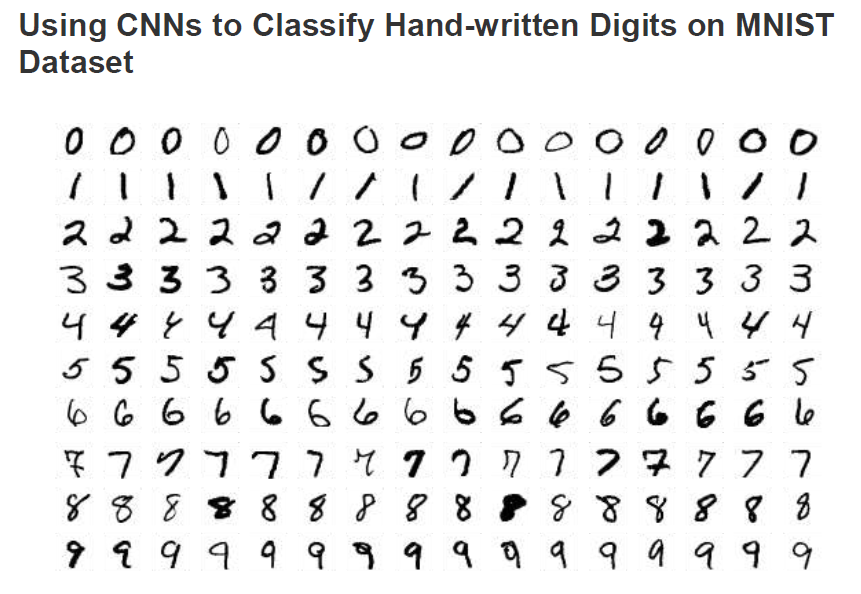 Using CNNs to Classify Hand-written Digits on MNIST
Dataset
0 0 0 0 0 0 0 0 0 0 0 0 0 0 0 0
1 1 1 1 1 1 1 1 1 1 1 1 1 1 1 1
2 2 2 2 2 2 2 2 2 2 2 2 2 2 2 2
3 3 3 3 3 3 3 3 3 3 3 3 3 3 3 3
4 4 4 4 4 4 4 4 4 4 4 4 4 4 4 4
5 5 5 5 5 5 5 5 5 5 5 5 5 5 5 5
6 6 6 6 6 6 6 6 6 6 6 6 6 6 6 6
7 7 7 7 7 7 7 7 7 7 7 7 7 7 7 7
8 8 8 8 8 8 8 8 8 8 8 8 8 8 8 8
9 9 9 9 9 9 9 9 9 9 9 9 9 9 9 9